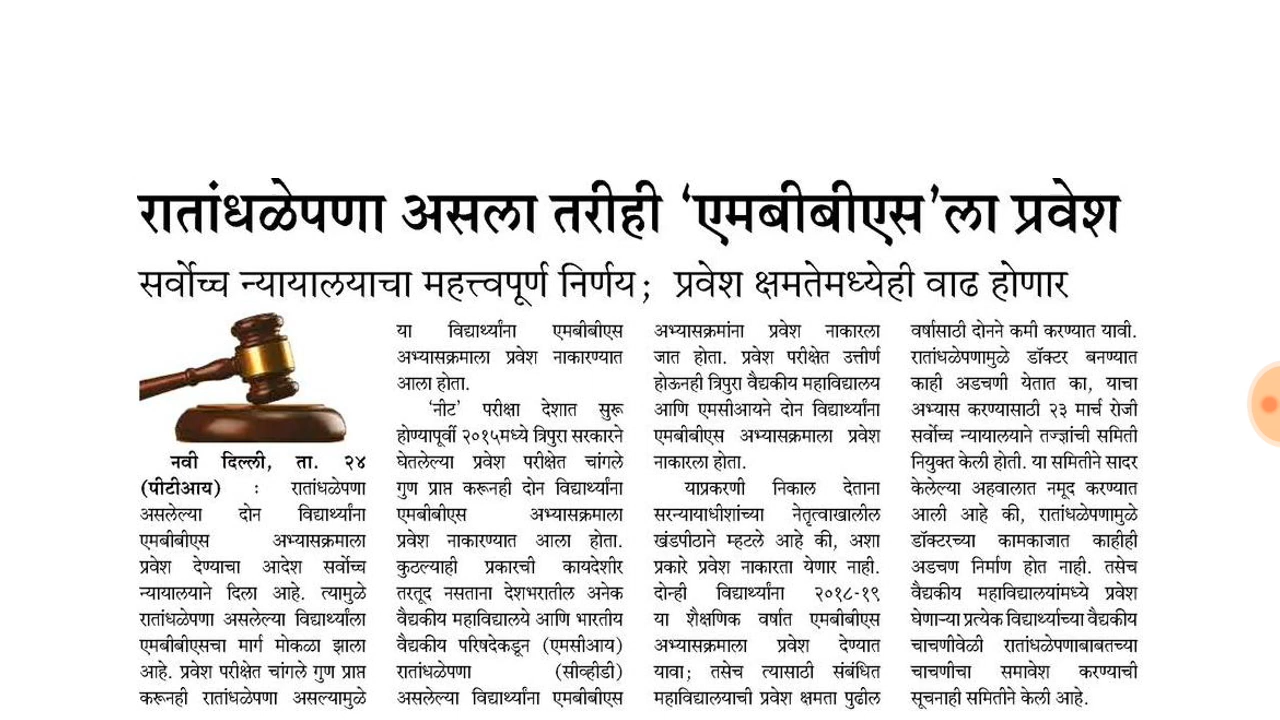 रातांधळेपणा असला तरीही ‘एमबीबीएस’ला प्रवेश
सर्वोच्च न्यायालयाचा महत्त्वपूर्ण निर्णय; प्रवेश क्षमतेमध्येही वाढ होणार
नवी दिल्ली, ता. २४
(पीटीआय) : रातांधळेपणा
असलेल्या दोन विद्यार्थ्यांना
एमबीबीएस अभ्यासक्रमाला
प्रवेश देण्याचा आदेश सर्वोच्च
न्यायालयाने दिला आहे. त्यामुळे
रातांधळेपणा असलेल्या विद्यार्थ्याला
एमबीबीएसचा मार्ग मोकळा झाला
आहे. प्रवेश परीक्षेत चांगले गुण प्राप्त
करूनही रातांधळेपणा असल्यामुळे
या विद्यार्थ्यांना एमबीबीएस
अभ्यासक्रमाला प्रवेश नाकारण्यात
आला होता.
‘नीट’ परीक्षा देशात सुरू
होण्यापूर्वी २०१५मध्ये त्रिपुरा सरकारने
घेतलेल्या प्रवेश परीक्षेत चांगले
गुण प्राप्त करूनही दोन विद्यार्थ्यांना
एमबीबीएस अभ्यासक्रमाला
प्रवेश नाकारण्यात आला होता.
कुठल्याही प्रकारची कायदेशीर
तरतूद नसताना देशभरातील अनेक
वैद्यकीय महाविद्यालये आणि भारतीय
वैद्यकीय परिषदेकडून (एमसीआय)
रातांधळेपणा (सीव्हीडी)
असलेल्या विद्यार्थ्यांना एमबीबीएस
अभ्यासक्रमांना प्रवेश नाकारला
जात होता. प्रवेश परीक्षेत उत्तीर्ण
होऊनही त्रिपुरा वैद्यकीय महाविद्यालय
आणि एमसीआयने दोन विद्यार्थ्यांना
एमबीबीएस अभ्यासक्रमाला प्रवेश
नाकारला होता.
याप्रकरणी निकाल देताना
सरन्यायाधीशांच्या नेतृत्वाखालील
खंडपीठाने म्हटले आहे की, अशा
प्रकारे प्रवेश नाकारता येणार नाही.
दोन्ही विद्यार्थ्यांना २०१८-१९
या शैक्षणिक वर्षात एमबीबीएस
अभ्यासक्रमाला प्रवेश देण्यात
यावा; तसेच त्यासाठी संबंधित
महाविद्यालयाची प्रवेश क्षमता पुढील
वर्षासाठी दोनने कमी करण्यात यावी.
रातांधळेपणामुळे डॉक्टर बनण्यात
काही अडचणी येतात का, याचा
अभ्यास करण्यासाठी २३ मार्च रोजी
सर्वोच्च न्यायालयाने तज्ज्ञांची समिती
नियुक्त केली होती. या समितीने सादर
केलेल्या अहवालात नमूद करण्यात
आली आहे की, रातांधळेपणामुळे
डॉक्टरच्या कामकाजात काहीही
अडचण निर्माण होत नाही. तसेच
वैद्यकीय महाविद्यालयांमध्ये प्रवेश
घेणाऱ्या प्रत्येक विद्यार्थ्याच्या वैद्यकीय
चाचणीवेळी रातांधळेपणाबाबतच्या
चाचणीचा समावेश करण्याची
सूचनाही समितीने केली आहे.